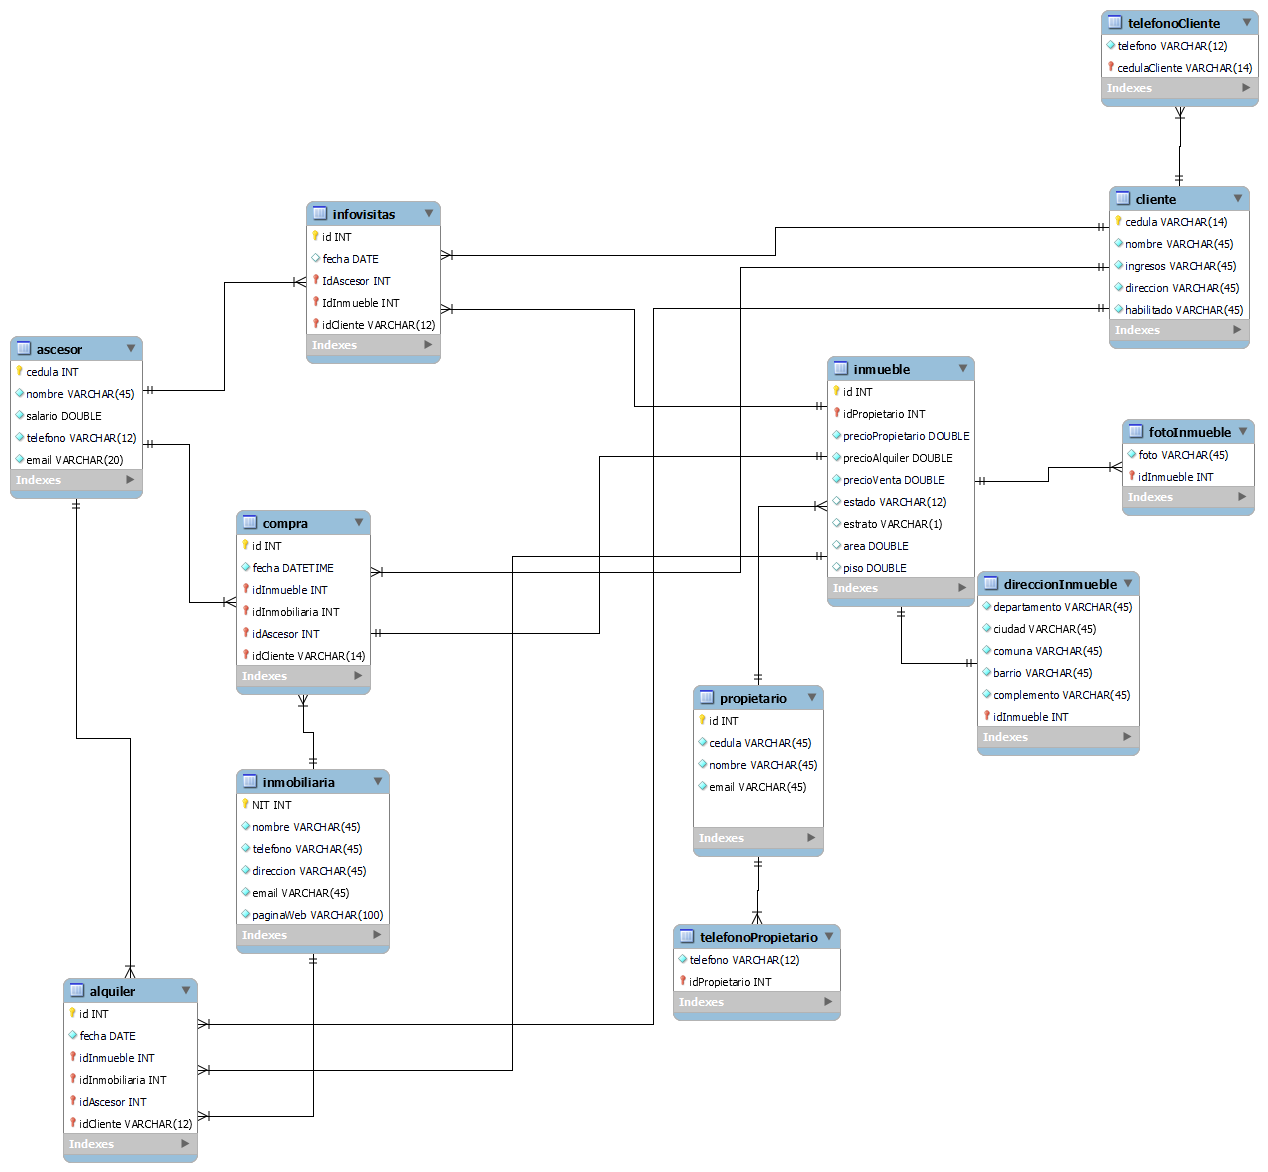 telefonoCliente
telefono VARCHAR(12)
cedulaCliente VARCHAR(14)
Indexes
cliente
cedula VARCHAR(14)
nombre VARCHAR(45)
ingresos VARCHAR(45)
direccion VARCHAR(45)
habilitado VARCHAR(45)
Indexes
infovisitas
id INT
fecha DATE
IdAscesor INT
IdInmueble INT
idCliente VARCHAR(12)
Indexes
ascesor
cedula INT
nombre VARCHAR(45)
salario DOUBLE
telefono VARCHAR(12)
email VARCHAR(20)
Indexes
inmueble
id INT
idPropietario INT
precioPropietario DOUBLE
precioAlquiler DOUBLE
precioVenta DOUBLE
estado VARCHAR(12)
estrato VARCHAR(1)
area DOUBLE
piso DOUBLE
Indexes
fotoInmueble
foto VARCHAR(45)
idInmueble INT
Indexes
compra
id INT
fecha DATETIME
idInmueble INT
idInmobiliaria INT
idAscesor INT
idCliente VARCHAR(14)
Indexes
direccionInmueble
departamento VARCHAR(45)
ciudad VARCHAR(45)
comuna VARCHAR(45)
barrio VARCHAR(45)
complemento VARCHAR(45)
idInmueble INT
Indexes
propietario
id INT
cedula VARCHAR(45)
nombre VARCHAR(45)
email VARCHAR(45)
Indexes
inmobiliaria
NIT INT
nombre VARCHAR(45)
telefono VARCHAR(45)
direccion VARCHAR(45)
email VARCHAR(45)
paginaWeb VARCHAR(100)
Indexes
telefonoPropietario
telefono VARCHAR(12)
idPropietario INT
Indexes
alquiler
id INT
fecha DATE
idInmueble INT
idInmobiliaria INT
idAscesor INT
idCliente VARCHAR(12)
Indexes